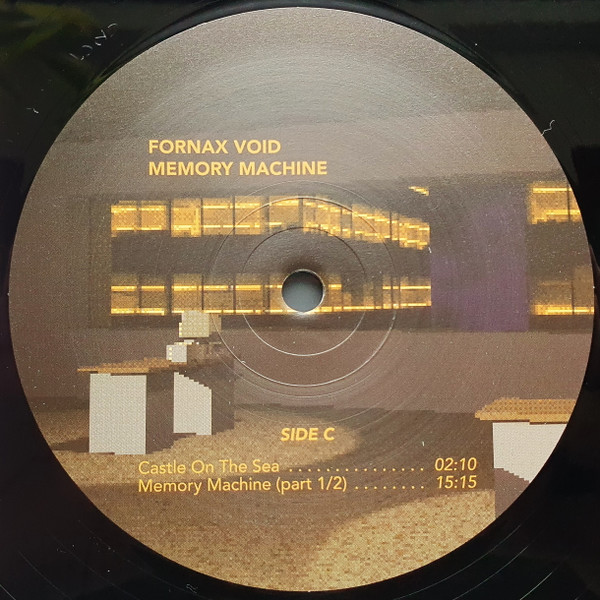 FORNAX VOID
MEMORY MACHINE
SIDE C
Castle On The Sea ............... 02:10
Memory Machine (part 1/2) ........ 15:15